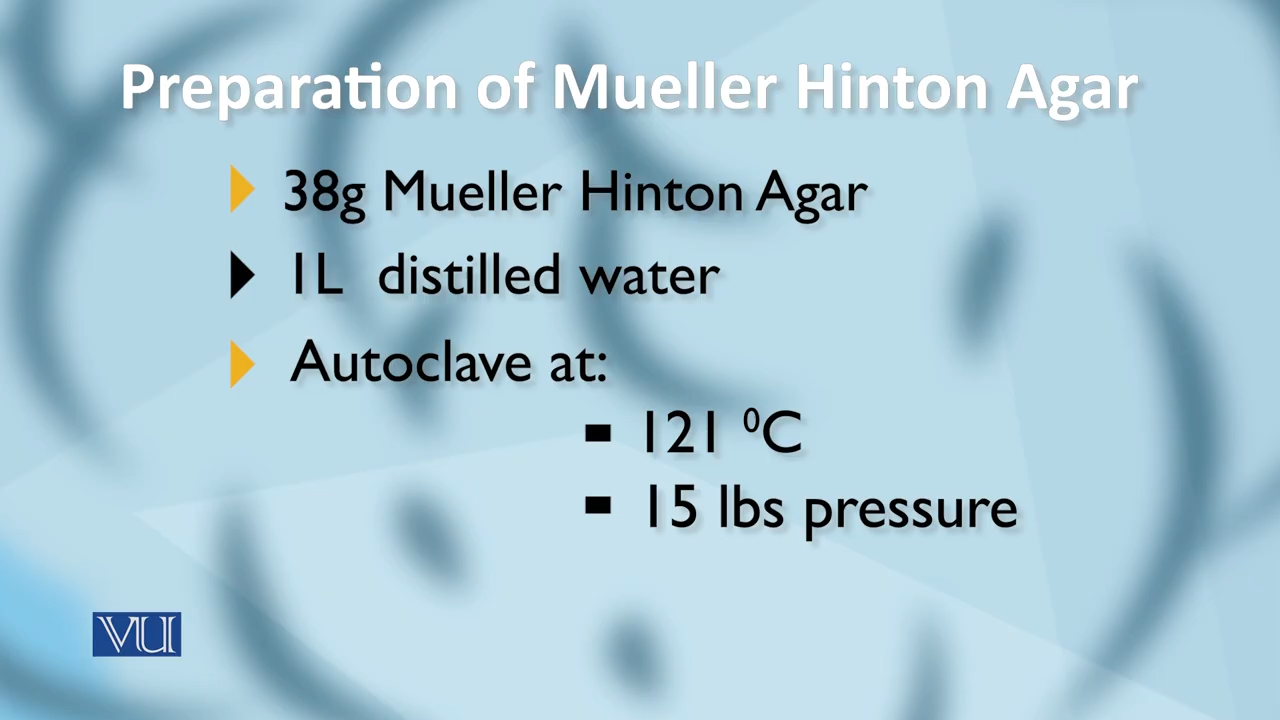 Preparation of Mueller Hinton Agar
38g Mueller Hinton Agar
1L distilled water
Autoclave at:
121 ⁰C
15 lbs pressure
VU